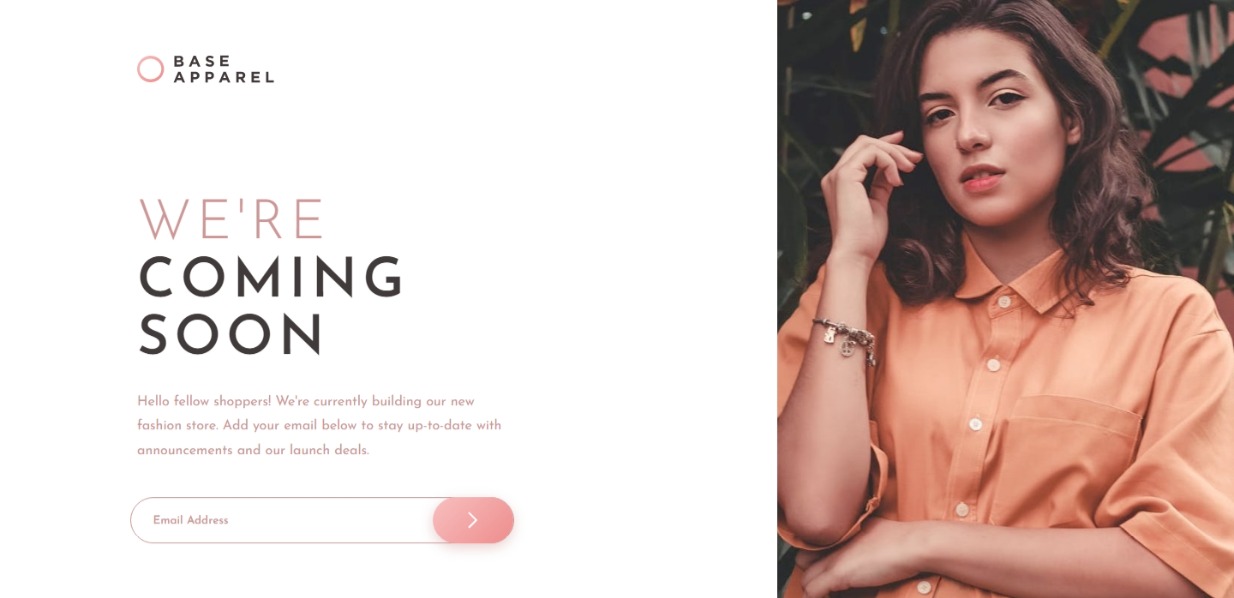 BASE
APPAREL
WE'RE
COMING
SOON
Hello fellow shoppers! We're currently building our new
fashion store. Add your email below to stay up-to-date with
announcements and our launch deals.
Email Address